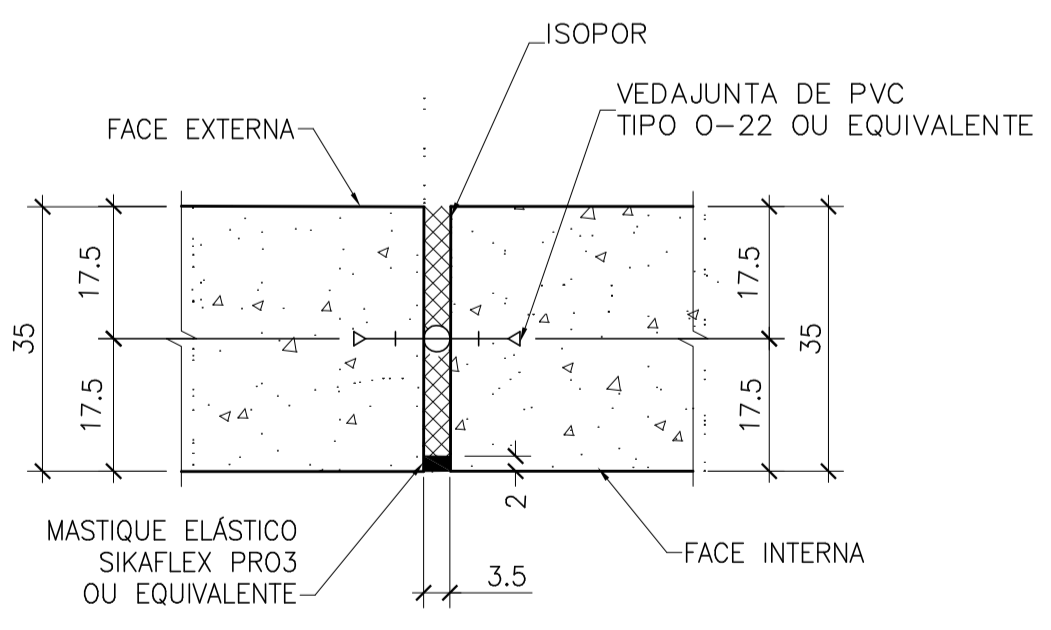 ISOPOR
VEDAJUNTA DE PVC
TIPO O-22 OU EQUIVALENTE
FACE EXTERNA
17.5
17.5
35
35
17.5
17.5
2
MASTIQUE ELÁSTICO
SIKAFLEX PRO3
OU EQUIVALENTE
3.5
FACE INTERNA